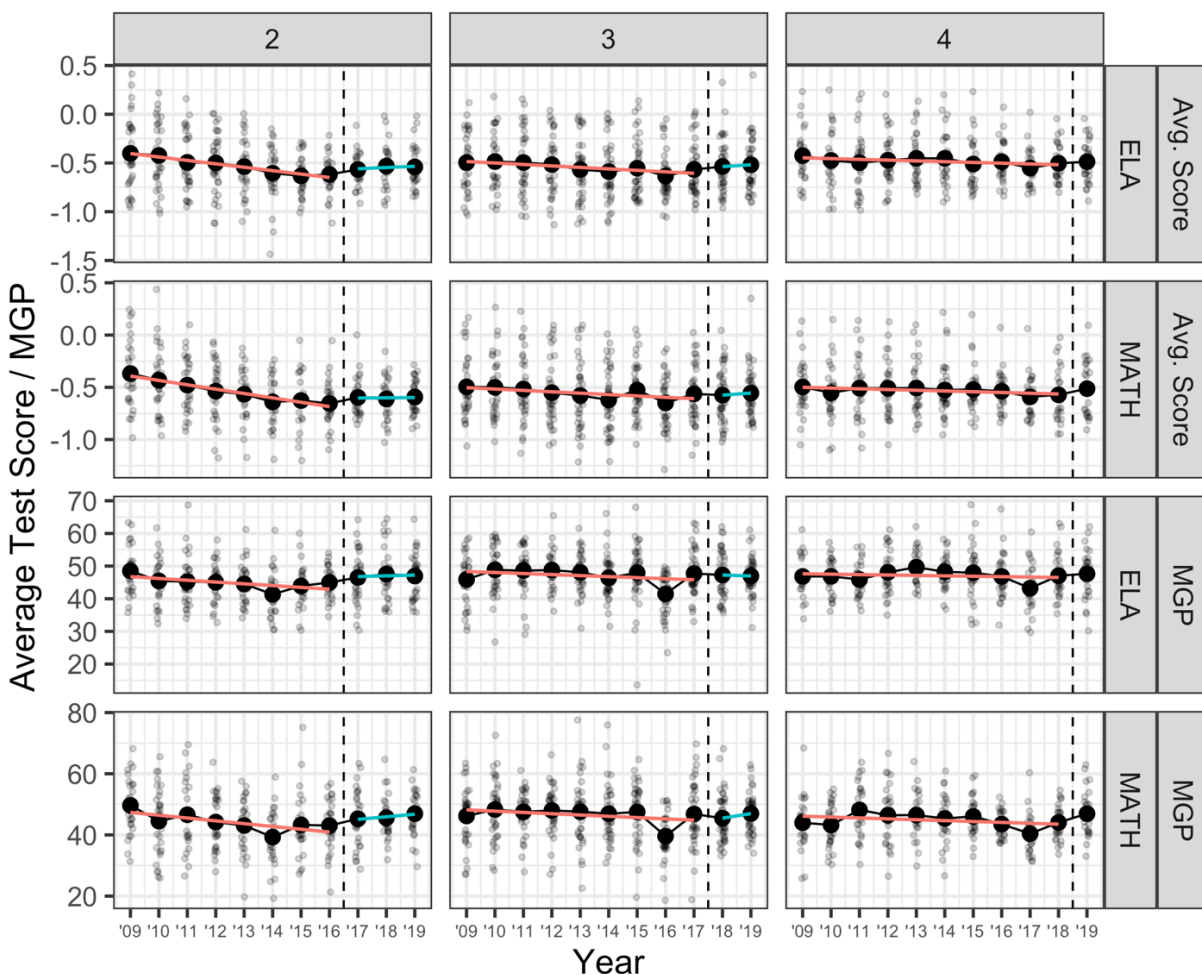 2 3 4
0.5
0.0
-0.5
-1.0
-1.5
ELA
Avg. Score
0.5
0.0
-0.5
-1.0
MATH
Avg. Score
70
60
50
40
30
20
ELA
MGP
80
60
40
20
MATH
MGP
Average Test Score / MGP
'09 '10 '11 '12 '13 '14 '15 '16 '17 '18 '19 '09 '10 '11 '12 '13 '14 '15 '16 '17 '18 '19 '09 '10 '11 '12 '13 '14 '15 '16 '17 '18 '19
Year